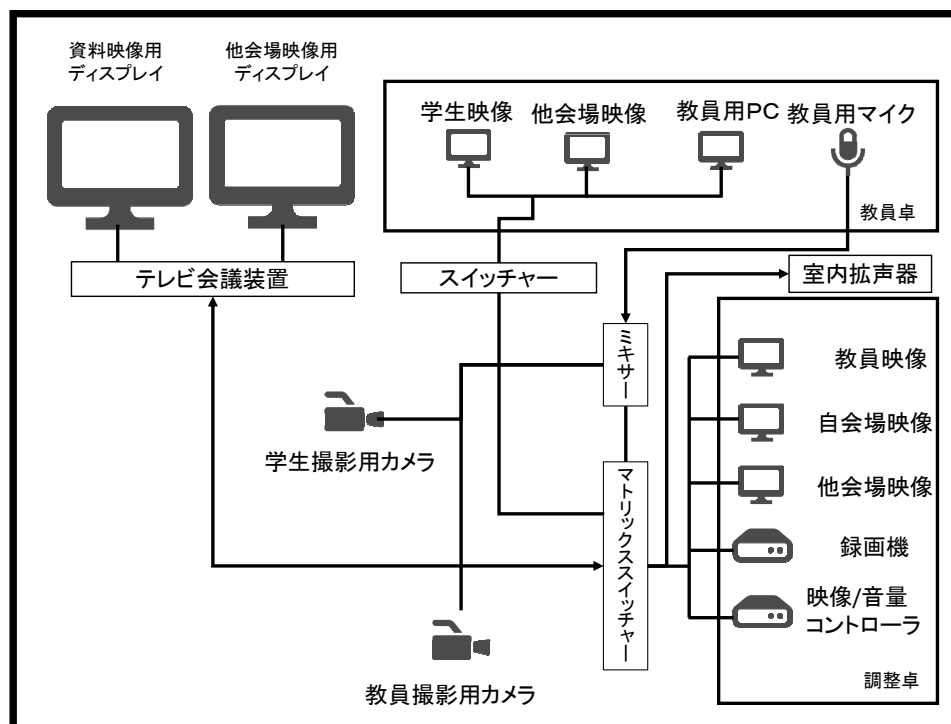 資料映像用
ディスプレイ
他会場映像用
ディスプレイ
学生映像
他会場映像
教員用PC
教員用マイク
教員卓
テレビ会議装置
スイッチャー
室内拡声器
ミキサー
教員映像
自会場映像
学生撮影用カメラ
マトリックススイッチャー
他会場映像
録画機
映像/音量
コントローラ
調整卓
教員撮影用カメラ